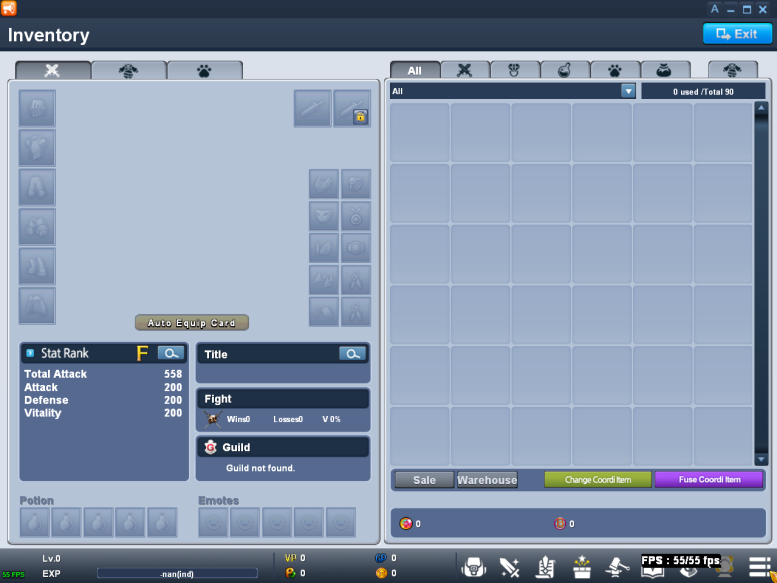 A
Inventory
Exit
All
All
0 used /Total 90
Auto Equip Card
Stat Rank F
Total Attack 558
Attack 200
Defense 200
Vitality 200
Title
Fight
Wins0 Losses0 V 0%
G Guild
Guild not found.
Potion
Emotes
Sale Warehouse Change Coordi Item Fuse Coordi Item
0 0
55 FPS
Lv.0
EXP -nan(ind)
VP 0 0
0 0
FPS : 55/55 fps